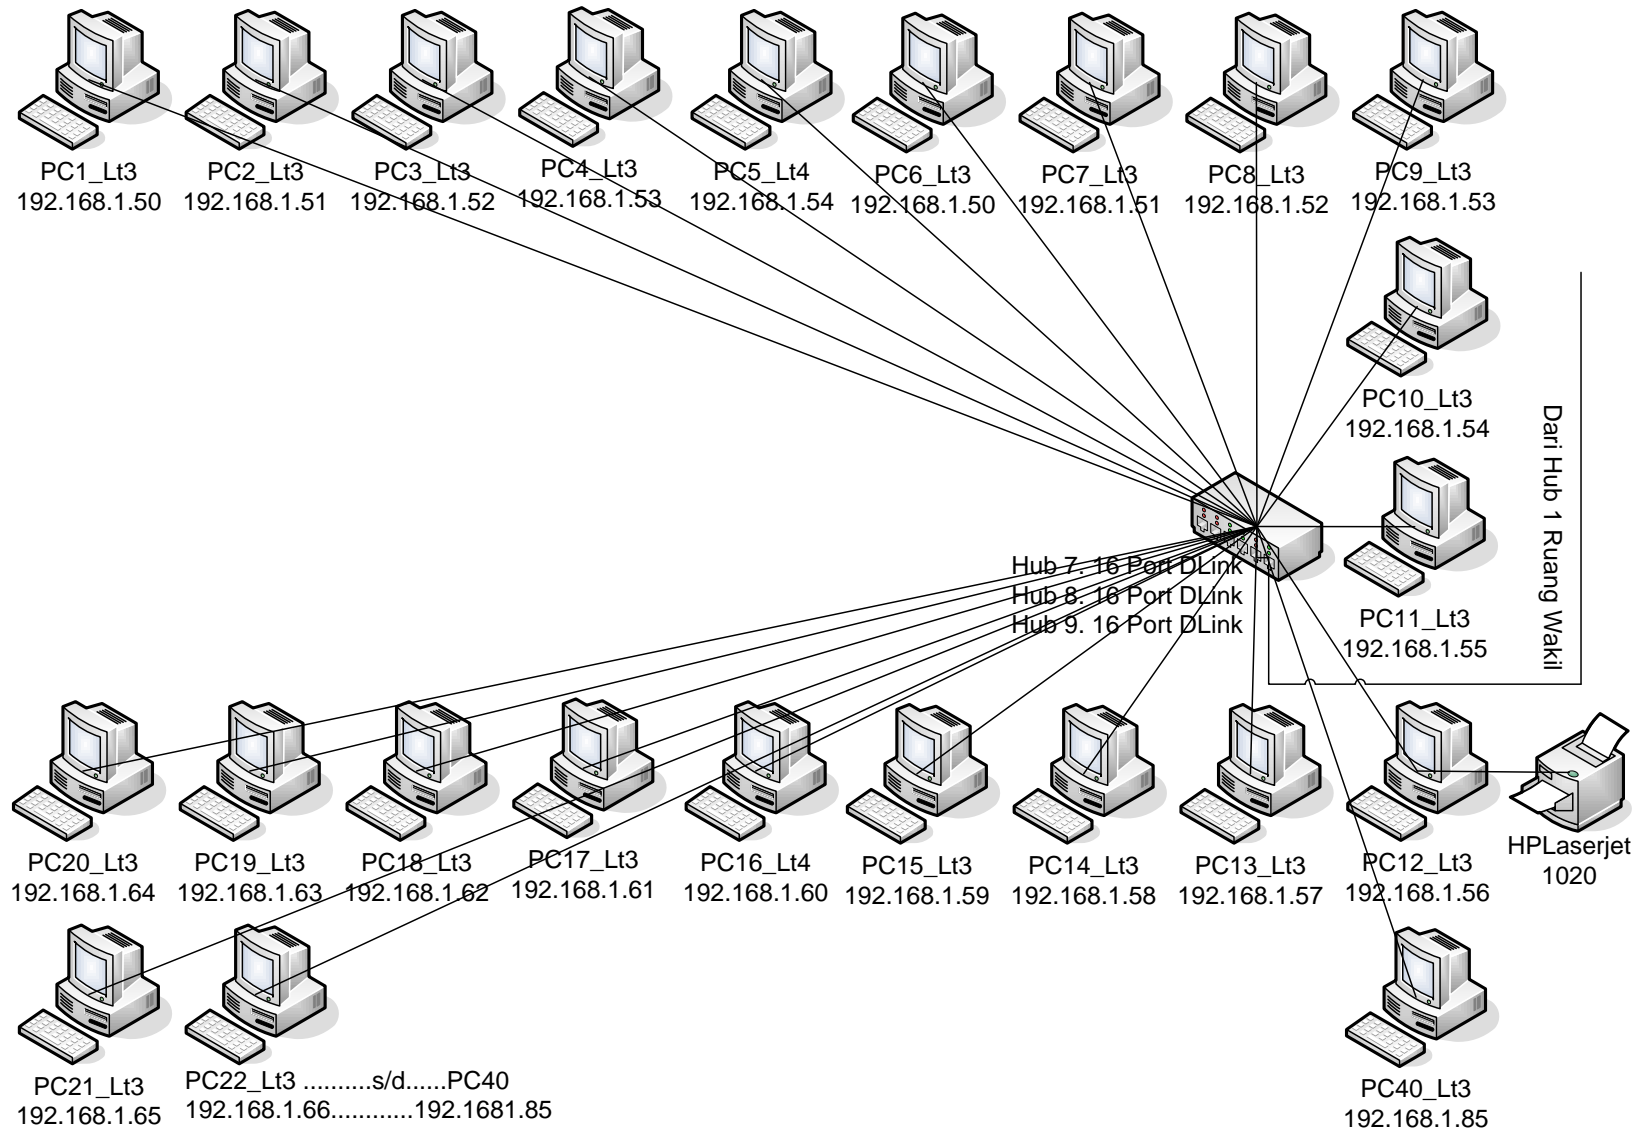 PC1_Lt3
192.168.1.50
PC2_Lt3
192.168.1.51
PC3_Lt3
192.168.1.52
PC4_Lt3
192.168.1.53
PC5_Lt4
192.168.1.54
PC6_Lt3
192.168.1.50
PC7_Lt3
192.168.1.51
PC8_Lt3
192.168.1.52
PC9_Lt3
192.168.1.53
PC10_Lt3
192.168.1.54
Dari Hub 1 Ruang Wakil
Hub 7. 16 Port DLink
Hub 8. 16 Port DLink
Hub 9. 16 Port DLink
PC11_Lt3
192.168.1.55
PC20_Lt3
192.168.1.64
PC19_Lt3
192.168.1.63
PC18_Lt3
192.168.1.62
PC17_Lt3
192.168.1.61
PC16_Lt4
192.168.1.60
PC15_Lt3
192.168.1.59
PC14_Lt3
192.168.1.58
PC13_Lt3
192.168.1.57
PC12_Lt3
192.168.1.56
HPLaserjet
1020
PC21_Lt3
192.168.1.65
PC22_Lt3 ..........s/d......PC40
192.168.1.66............192.1681.85
PC40_Lt3
192.168.1.85